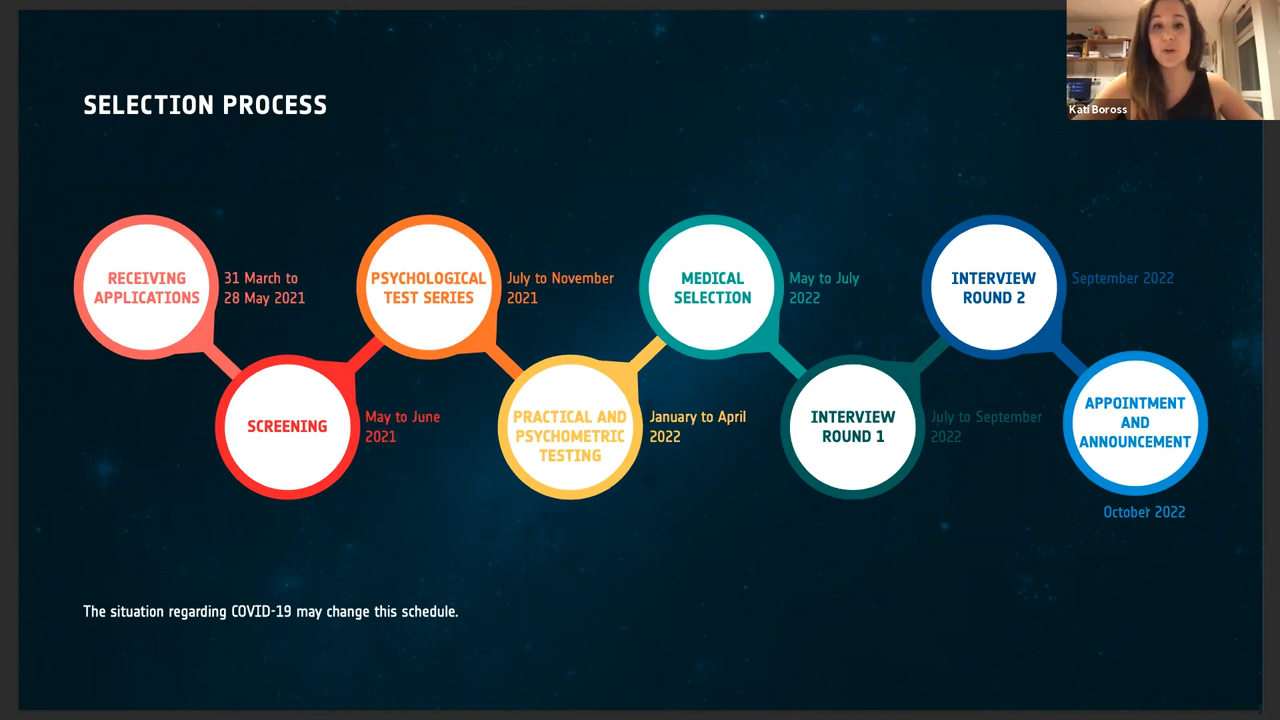 SELECTION PROCESS
Kati Boross
RECEIVING
APPLICATIONS
31 March to
28 May 2021
SCREENING
May to June
2021
PSYCHOLOGICAL
TEST SERIES
July to November
2021
PRACTICAL AND
PSYCHOMETRIC
TESTING
January to April
2022
MEDICAL
SELECTION
May to July
2022
INTERVIEW
ROUND 1
July to September
2022
INTERVIEW
ROUND 2
September 2022
APPOINTMENT
AND
ANNOUNCEMENT
October 2022
The situation regarding COVID-19 may change this schedule.